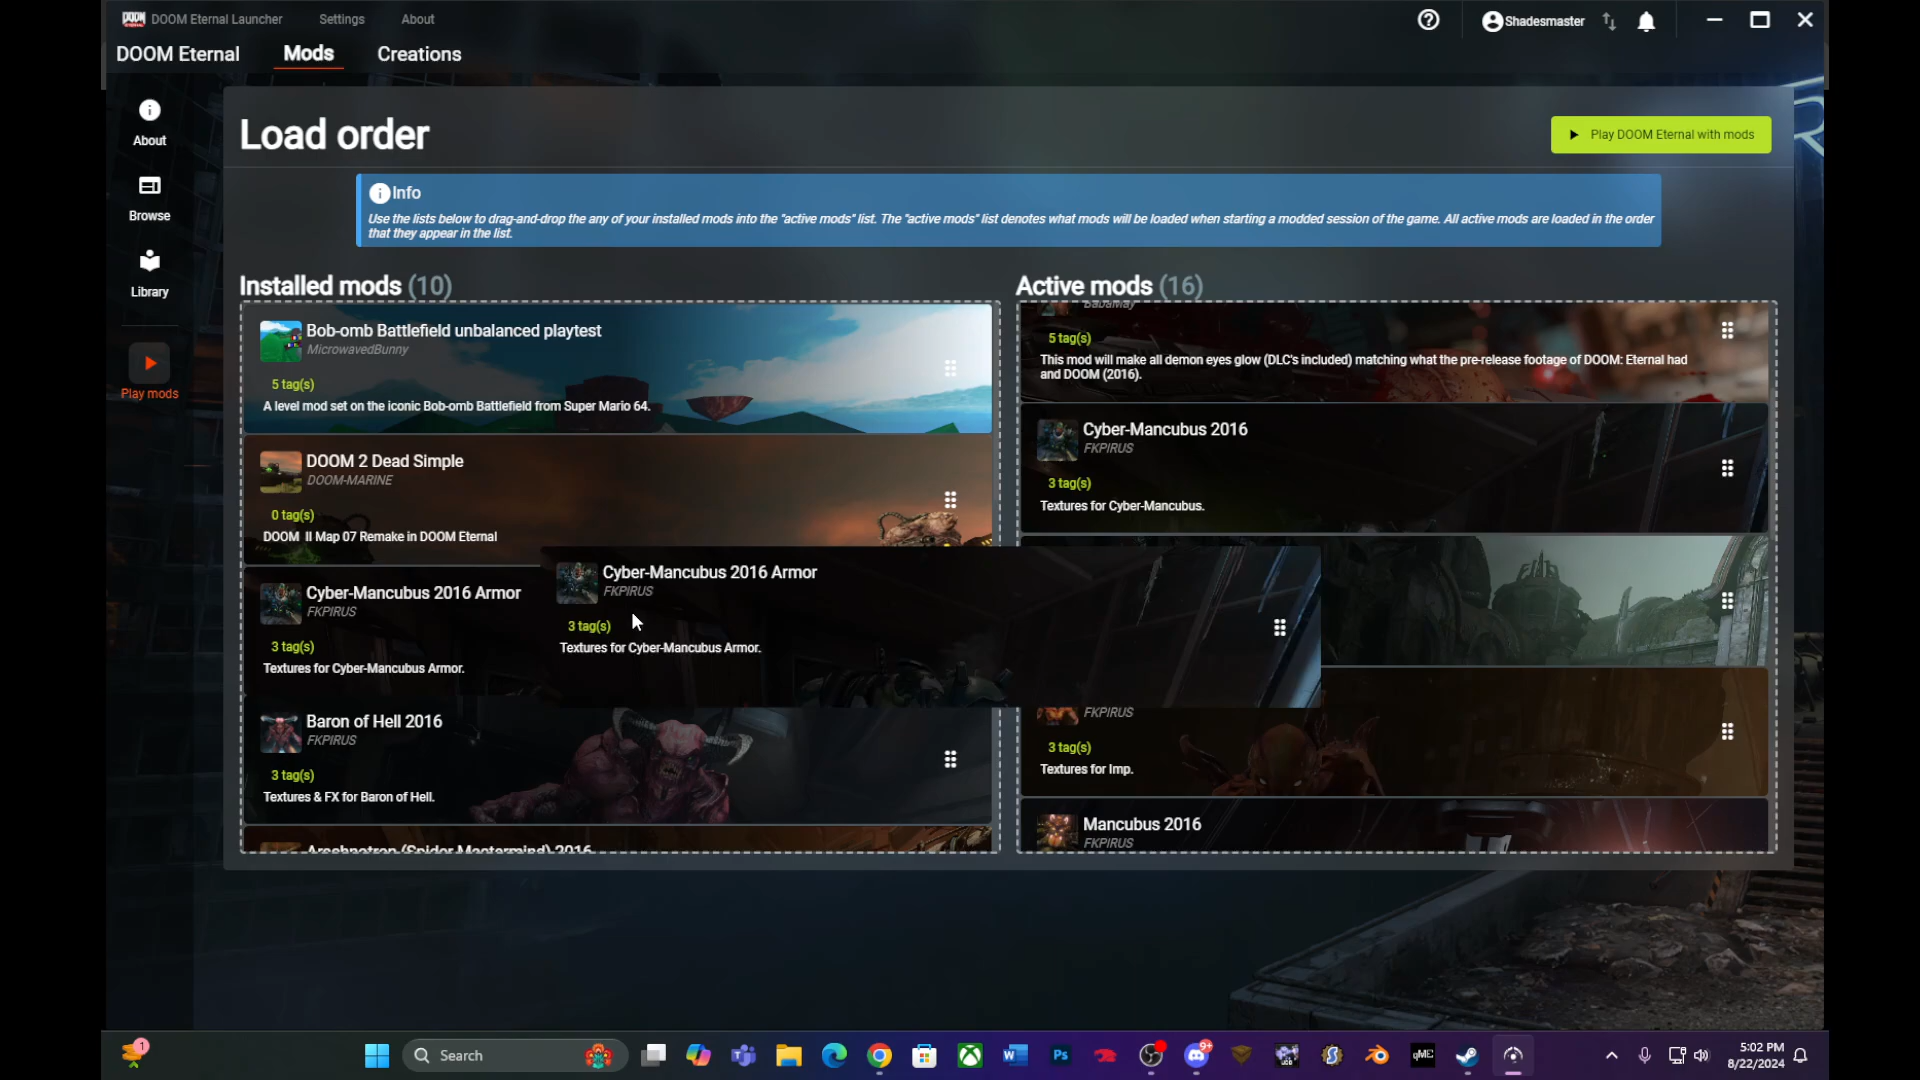 DOOM Eternal Launcher
Settings
About
Shadesmaster
DOOM Eternal
Mods
Creations
About
Browse
Library
Play mods
Load order
Play DOOM Eternal with mods
Info
Use the lists below to drag-and-drop the any of your installed mods into the "active mods" list. The "active mods" list denotes what mods will be loaded when starting a modded session of the game. All active mods are loaded in the order
that they appear in the list.
Installed mods (10)
Bob-omb Battlefield unbalanced playtest
MicrowavedBunny
5 tag(s)
A level mod set on the iconic Bob-omb Battlefield from Super Mario 64.
DOOM 2 Dead Simple
DOOM-MARINE
0 tag(s)
DOOM II Map 07 Remake in DOOM Eternal
Cyber-Mancubus 2016 Armor
FKPIRUS
3 tag(s)
Textures for Cyber-Mancubus Armor.
Cyber-Mancubus 2016 Armor
FKPIRUS
3 tag(s)
Textures for Cyber-Mancubus Armor.
Baron of Hell 2016
FKPIRUS
3 tag(s)
Textures & FX for Baron of Hell.
Arachnotron (Spider Mastermind) 2016
Active mods (16)
5 tag(s)
This mod will make all demon eyes glow (DLC's included) matching what the pre-release footage of DOOM: Eternal had
and DOOM (2016).
Cyber-Mancubus 2016
FKPIRUS
3 tag(s)
Textures for Cyber-Mancubus.
FKPIRUS
3 tag(s)
Textures for Imp.
Mancubus 2016
FKPIRUS
1
Search
Ps
9+
qME
5:02 PM
8/22/2024